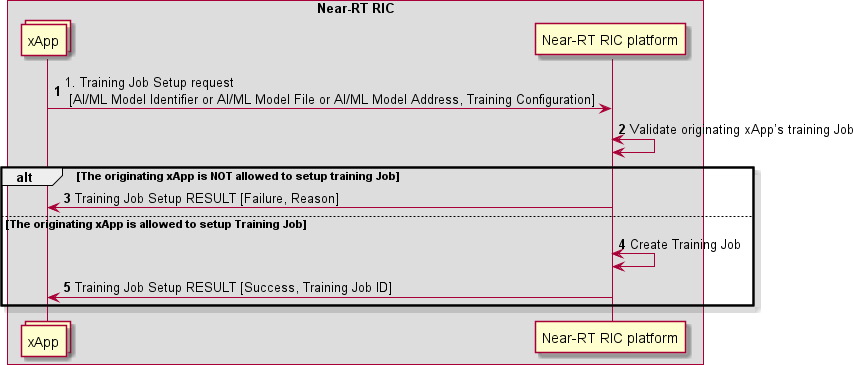 Near-RT RIC
xApp
Near-RT RIC platform
1 1. Training Job Setup request
[AI/ML Model Identifier or AI/ML Model File or AI/ML Model Address, Training Configuration]
2 Validate originating xApp's training Job
alt [The originating xApp is NOT allowed to setup training Job]
3 Training Job Setup RESULT [Failure, Reason]
[The originating xApp is allowed to setup Training Job]
4 Create Training Job
5 Training Job Setup RESULT [Success, Training Job ID]
xApp
Near-RT RIC platform